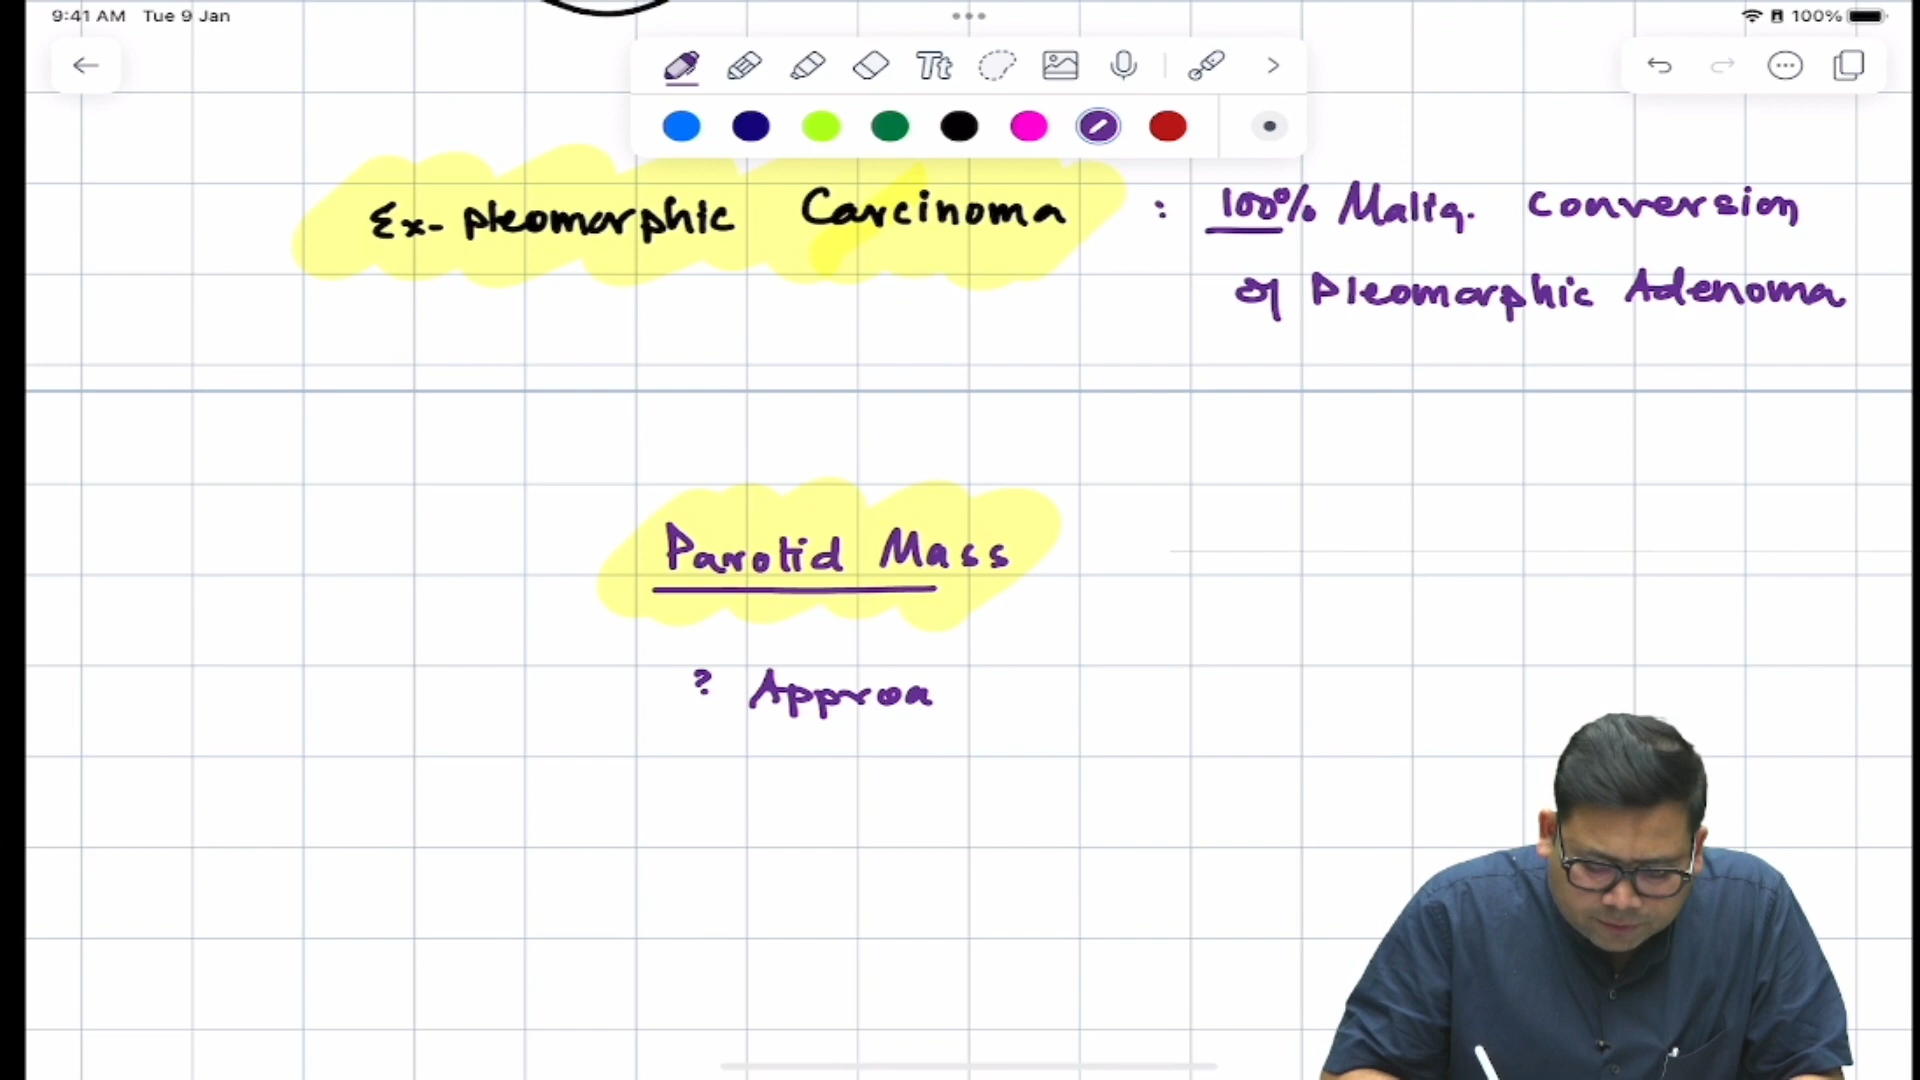 9:41 AM Tue 9 Jan
100%
Tt
Ex- pleomorphic Carcinoma : 100% Malig. Conversion
of Pleomorphic Adenoma
Parotid Mass
? Approa